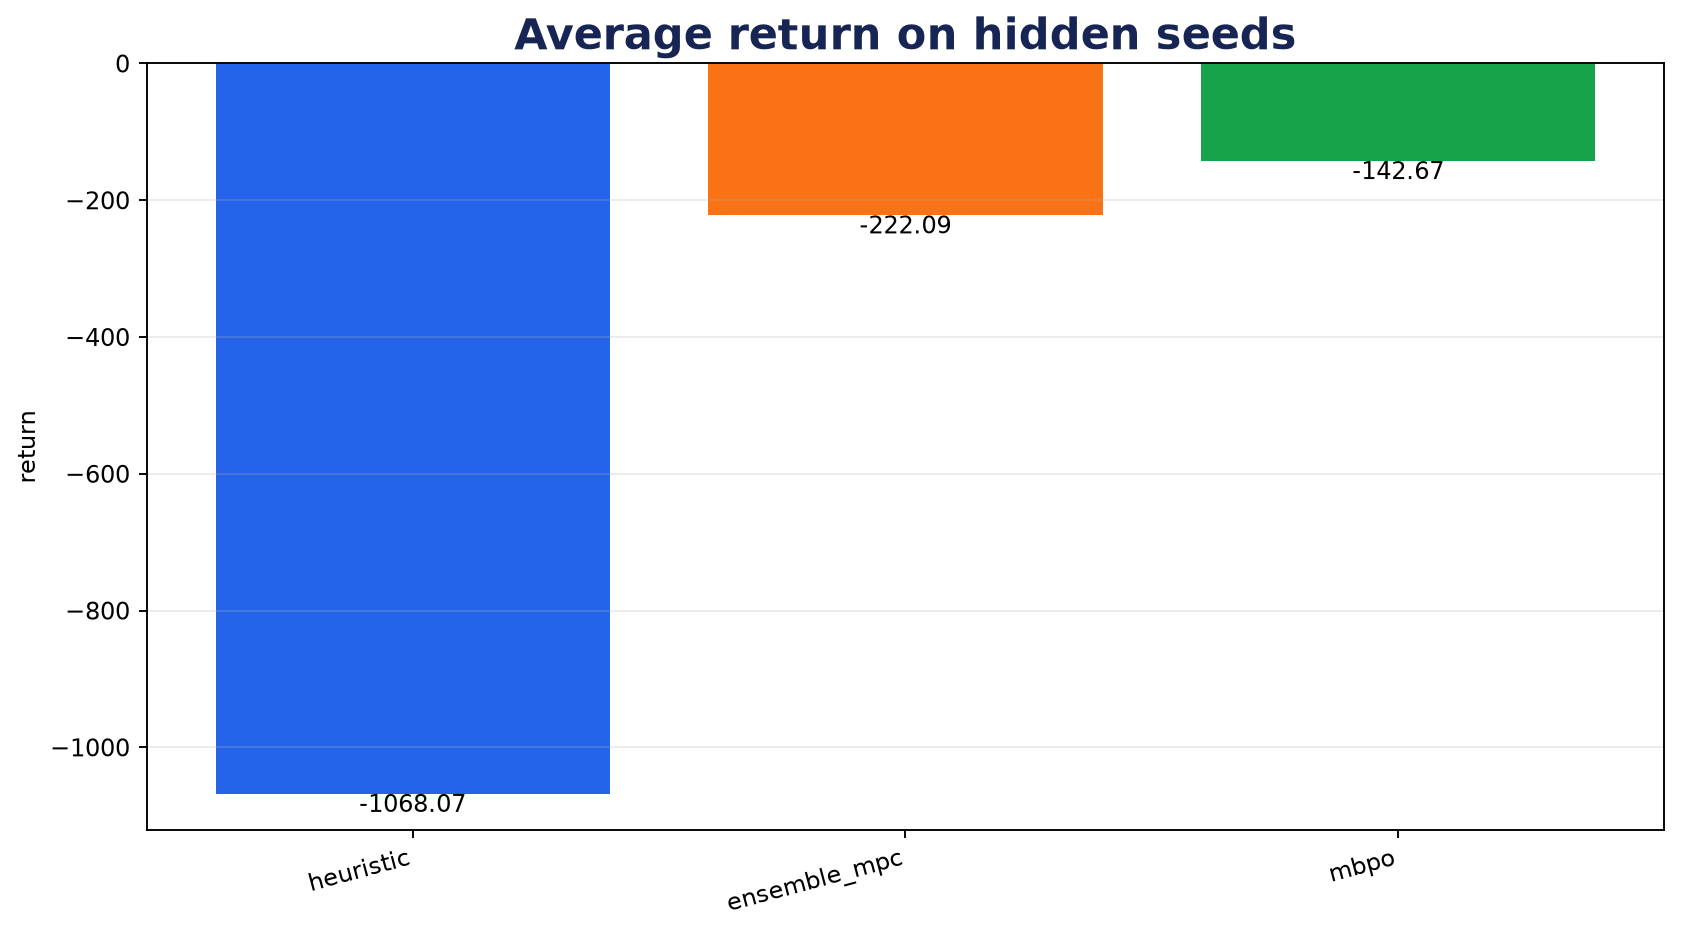 Average return on hidden seeds
0
−200
−400
−600
−800
−1000
return
-1068.07
-222.09
-142.67
heuristic
ensemble_mpc
mbpo